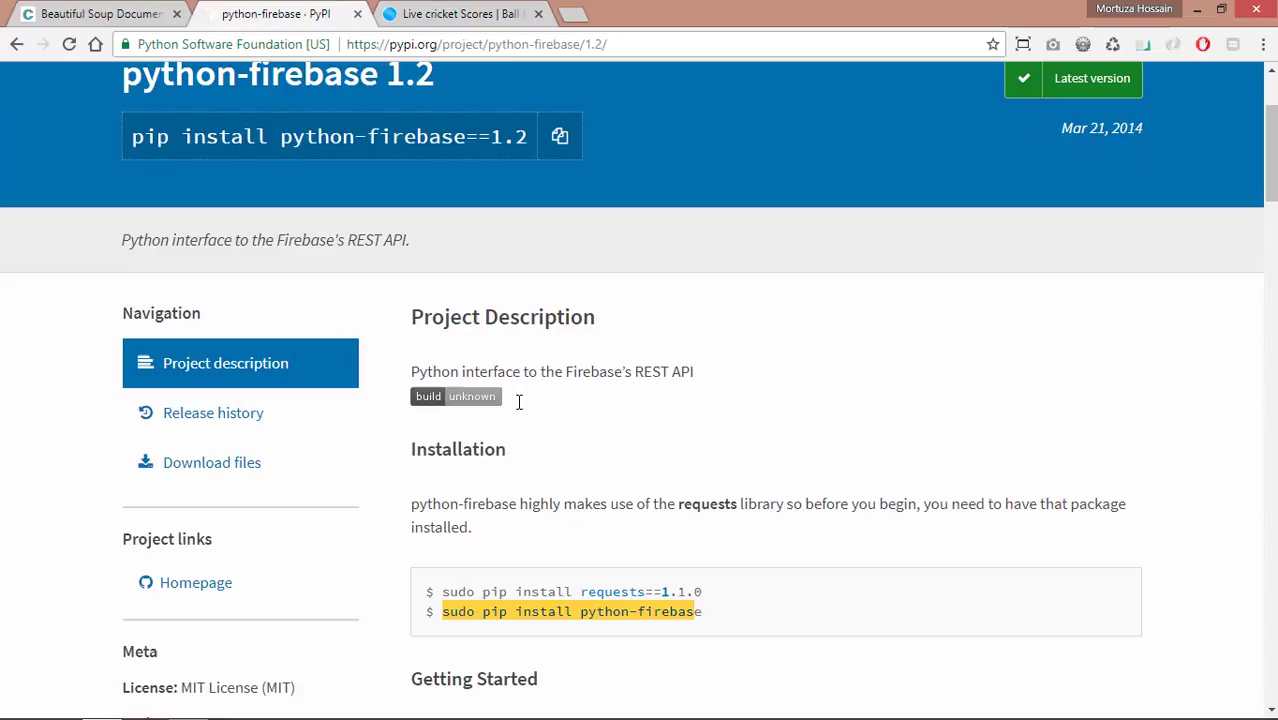 Beautiful Soup Documen
python-firebase · PyPI
Live cricket Scores | Ball
Mortuza Hossain
Python Software Foundation [US]
https://pypi.org/project/python-firebase/1.2/
python-firebase 1.2
Latest version
pip install python-firebase==1.2
Mar 21, 2014
Python interface to the Firebase's REST API.
Navigation
Project description
Release history
Download files
Project links
Homepage
Meta
License: MIT License (MIT)
Project Description
Python interface to the Firebase’s REST API
build unknown
Installation
python-firebase highly makes use of the requests library so before you begin, you need to have that package
installed.
$ sudo pip install requests==1.1.0
$ sudo pip install python-firebase
Getting Started